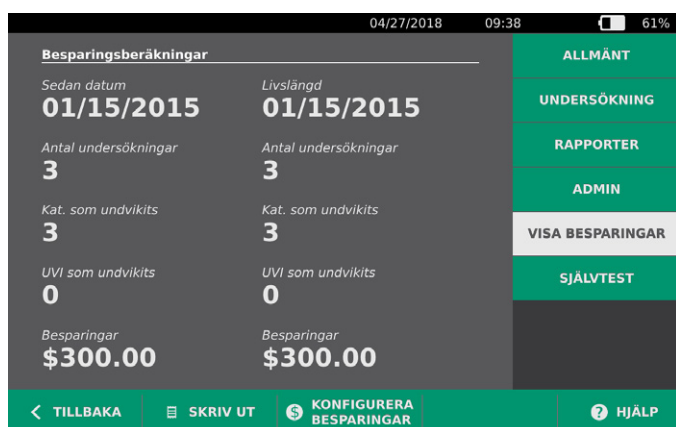 04/27/2018 09:38 61%
Besparingsberäkningar
Sedan datum
01/15/2015
Livslängd
01/15/2015
Antal undersökningar
3
Antal undersökningar
3
Kat. som undvikits
3
Kat. som undvikits
3
UVI som undvikits
0
UVI som undvikits
0
Besparingar
$300.00
Besparingar
$300.00
ALLMÄNT
UNDERSÖKNING
RAPPORTER
ADMIN
VISA BESPARINGAR
SJÄLVTEST
TILLBAKA
SKRIV UT
$ KONFIGURERA
BESPARINGAR
? HJÄLP